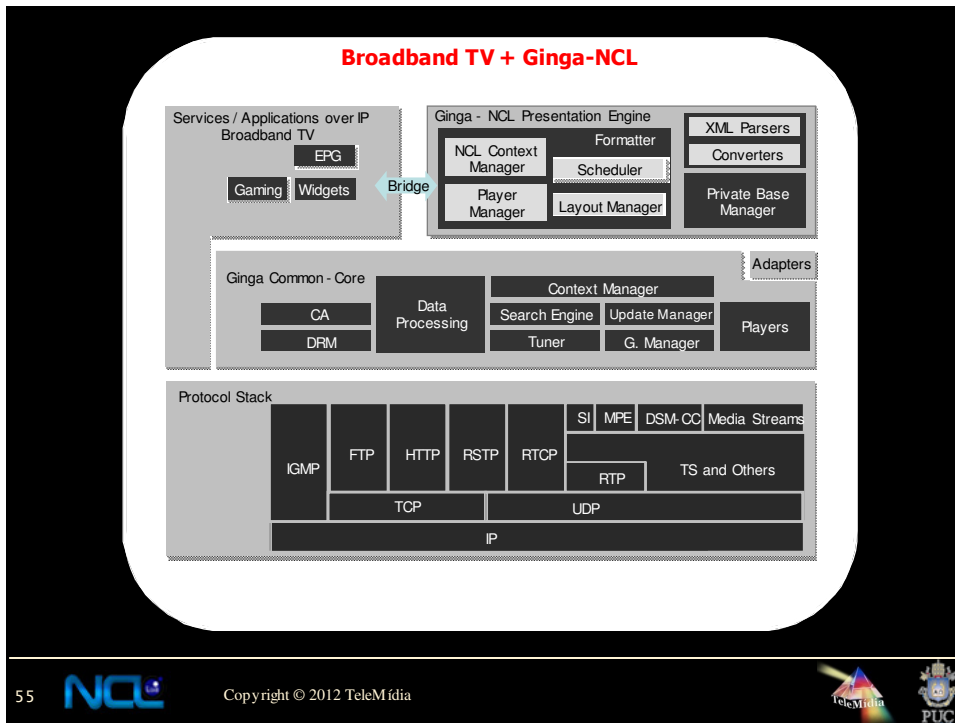 Broadband TV + Ginga-NCL
Services / Applications over IP
Broadband TV
EPG
Gaming
Widgets
Bridge
Ginga - NCL Presentation Engine
Formatter
NCL Context
Manager
Scheduler
Player
Manager
Layout Manager
XML Parsers
Converters
Private Base
Manager
Adapters
Ginga Common - Core
CA
DRM
Data
Processing
Context Manager
Search Engine
Update Manager
Tuner
G. Manager
Players
Protocol Stack
IGMP
FTP
HTTP
RSTP
RTCP
SI
MPE
DSM-CC
Media Streams
RTP
TS and Others
TCP
UDP
IP
55
NCL
Copyright © 2012 TeleMídia
TeleMídia
PUC